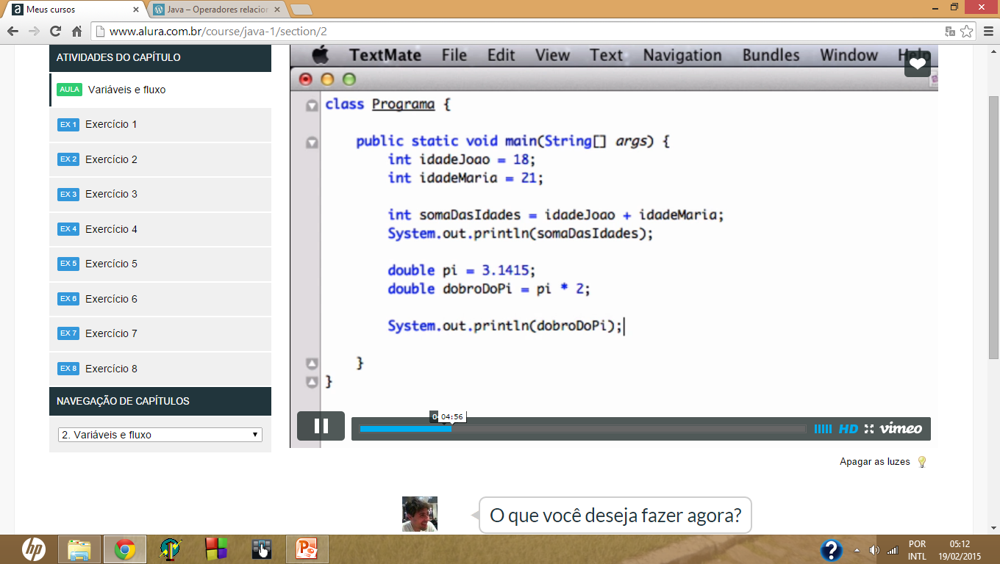 Meus cursos
Java – Operadores relacior
www.alura.com.br/course/java-1/section/2
ATIVIDADES DO CAPÍTULO
AULA Variáveis e fluxo
EX 1 Exercício 1
EX 2 Exercício 2
EX 3 Exercício 3
EX 4 Exercício 4
EX 5 Exercício 5
EX 6 Exercício 6
EX 7 Exercício 7
EX 8 Exercício 8
NAVEGAÇÃO DE CAPÍTULOS
2. Variáveis e fluxo
TextMate File Edit View Text Navigation Bundles Window Help
class Programa {
public static void main(String[] args) {
int idadeJoao = 18;
int idadeMaria = 21;
int somaDasIdades = idadeJoao + idadeMaria;
System.out.println(somaDasIdades);
double pi = 3.1415;
double dobroDoPi = pi * 2;
System.out.println(dobroDoPi);
}
}
04:56
HD vimeo
Apagar as luzes
O que você deseja fazer agora?
hp
POR
INTL
05:12
19/02/2015